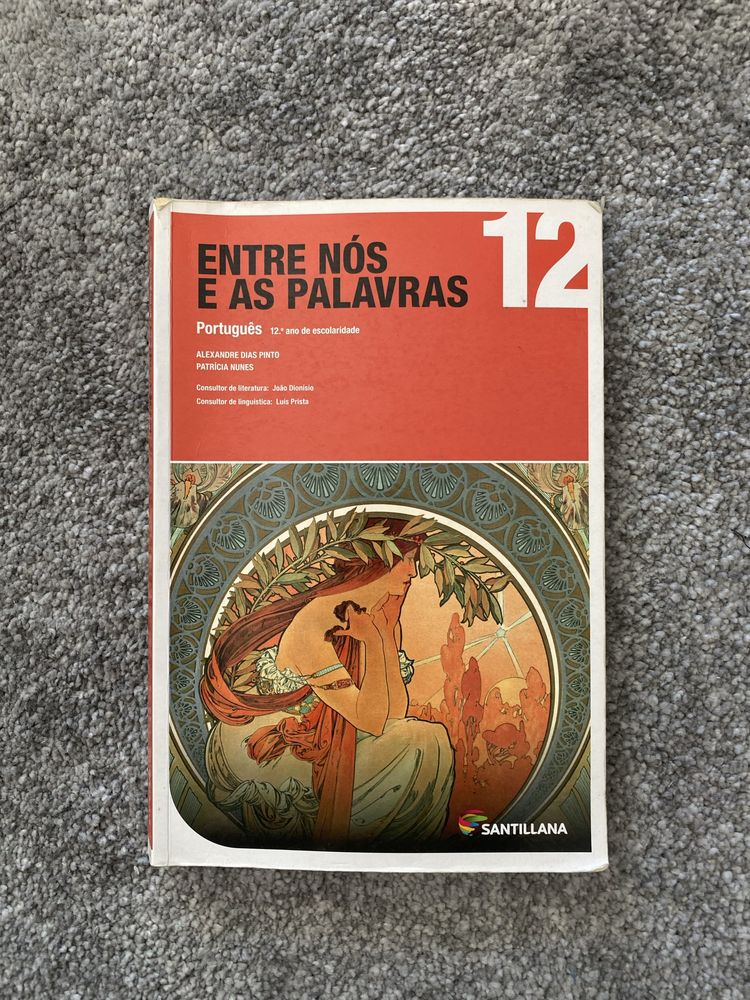 12
ENTRE NÓS
E AS PALAVRAS
Português 12.º ano de escolaridade
ALEXANDRE DIAS PINTO
PATRÍCIA NUNES
Consultor de literatura: João Dionísio
Consultor de linguística: Luís Prista
SANTILLANA